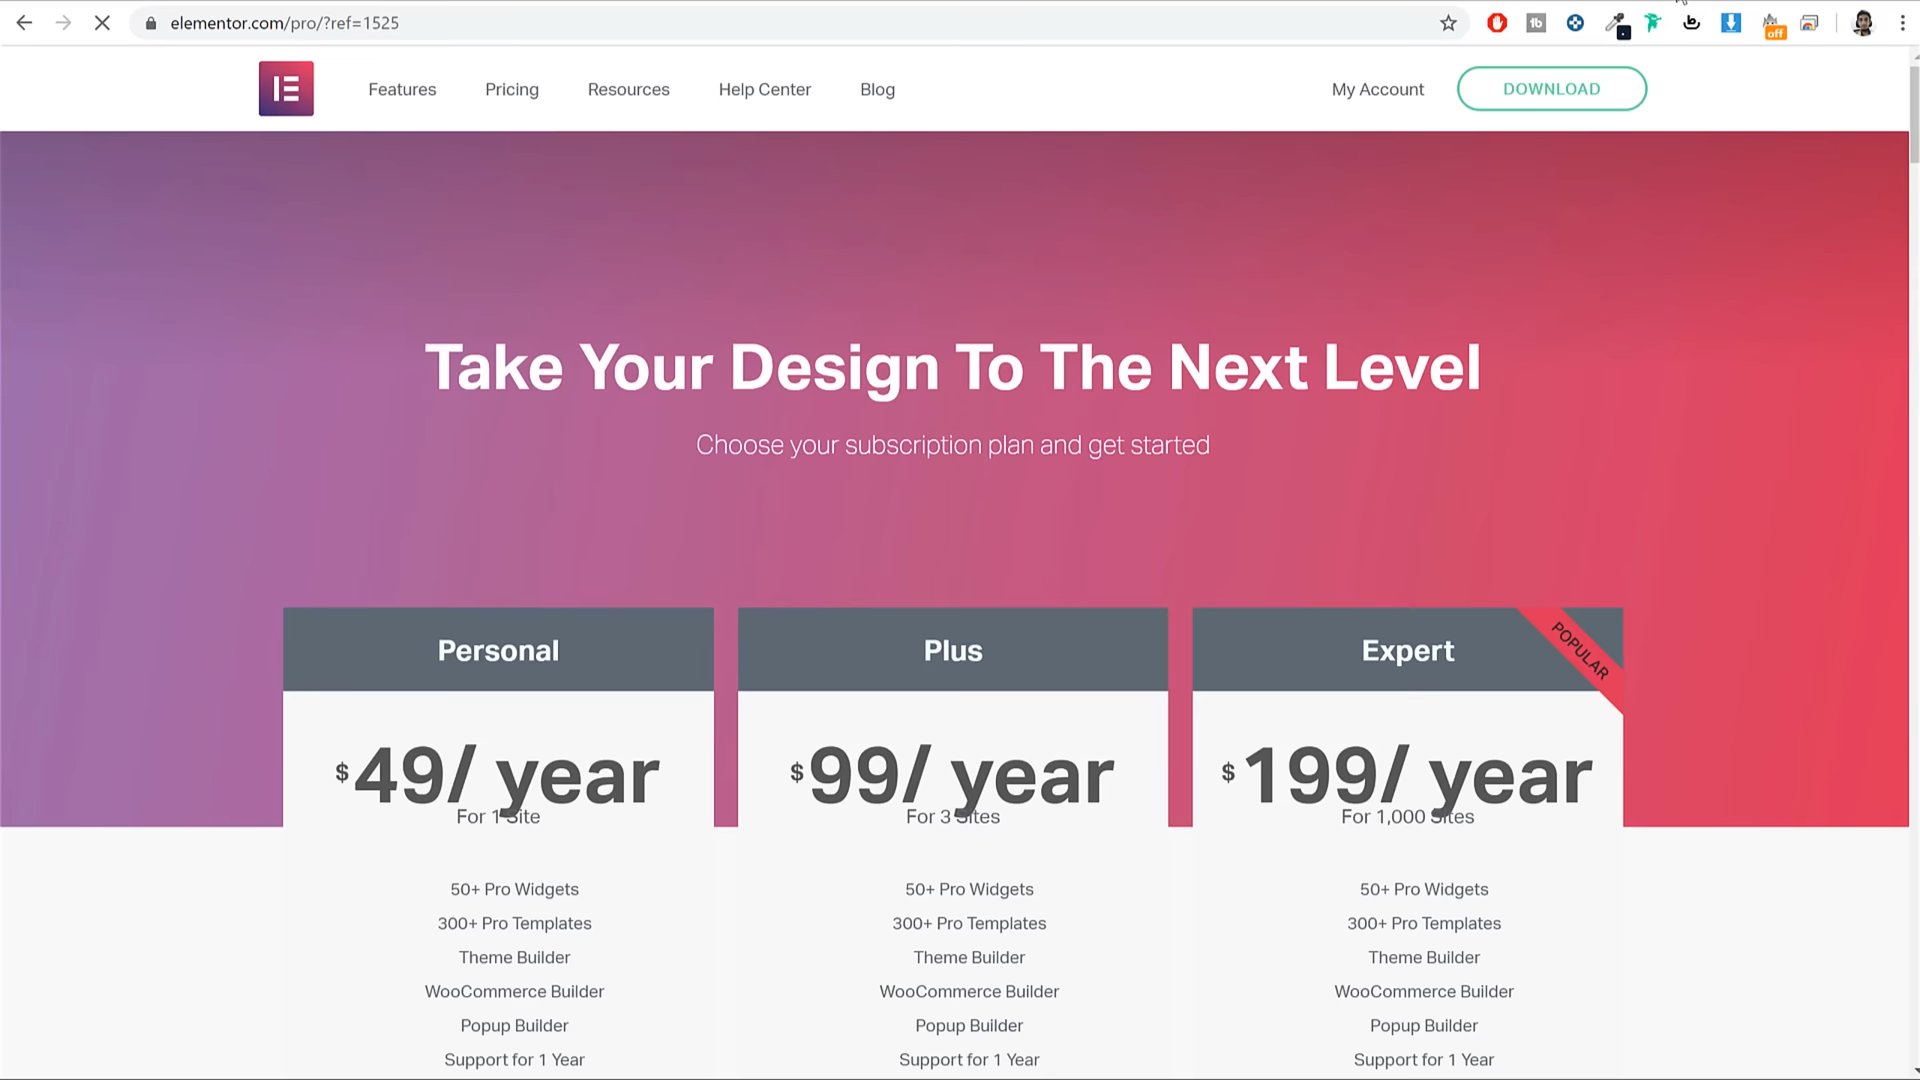 elementor.com/pro/?ref=1525
off
Features
Pricing
Resources
Help Center
Blog
My Account
DOWNLOAD
Take Your Design To The Next Level
Choose your subscription plan and get started
Personal
$49/ year
For 1 Site
50+ Pro Widgets
300+ Pro Templates
Theme Builder
WooCommerce Builder
Popup Builder
Support for 1 Year
Plus
$99/ year
For 3 Sites
50+ Pro Widgets
300+ Pro Templates
Theme Builder
WooCommerce Builder
Popup Builder
Support for 1 Year
Expert
POPULAR
$199/ year
For 1,000 Sites
50+ Pro Widgets
300+ Pro Templates
Theme Builder
WooCommerce Builder
Popup Builder
Support for 1 Year